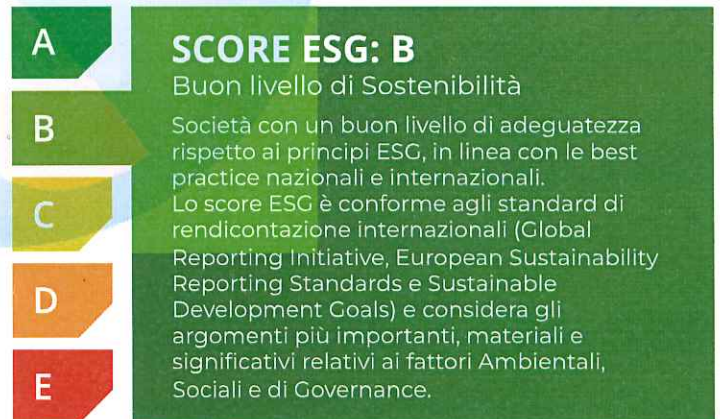 A
B
C
D
E
SCORE ESG: B
Buon livello di Sostenibilità
Società con un buon livello di adeguatezza
rispetto ai principi ESG, in linea con le best
practice nazionali e internazionali.
Lo score ESG è conforme agli standard di
rendicontazione internazionali (Global
Reporting Initiative, European Sustainability
Reporting Standards e Sustainable
Development Goals) e considera gli
argomenti più importanti, materiali e
significativi relativi ai fattori Ambientali,
Sociali e di Governance.